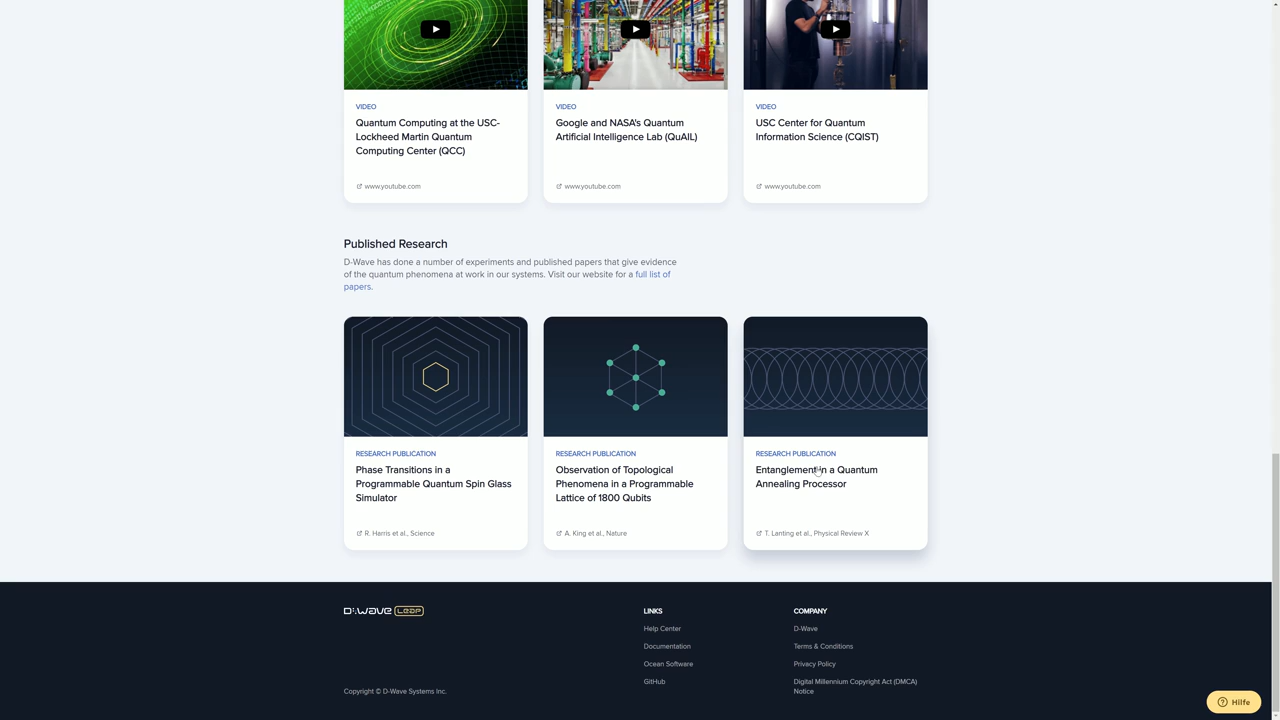 VIDEO
Quantum Computing at the USC-
Lockheed Martin Quantum
Computing Center (QCC)
www.youtube.com
VIDEO
Google and NASA's Quantum
Artificial Intelligence Lab (QuAIL)
www.youtube.com
VIDEO
USC Center for Quantum
Information Science (CQIST)
www.youtube.com
Published Research
D-Wave has done a number of experiments and published papers that give evidence
of the quantum phenomena at work in our systems. Visit our website for a full list of
papers.
RESEARCH PUBLICATION
Phase Transitions in a
Programmable Quantum Spin Glass
Simulator
R. Harris et al., Science
RESEARCH PUBLICATION
Observation of Topological
Phenomena in a Programmable
Lattice of 1800 Qubits
A. King et al., Nature
RESEARCH PUBLICATION
Entanglement in a Quantum
Annealing Processor
T. Lanting et al., Physical Review X
D:Wave Leap
Copyright © D-Wave Systems Inc.
LINKS
Help Center
Documentation
Ocean Software
GitHub
COMPANY
D-Wave
Terms & Conditions
Privacy Policy
Digital Millennium Copyright Act (DMCA)
Notice
Hilfe